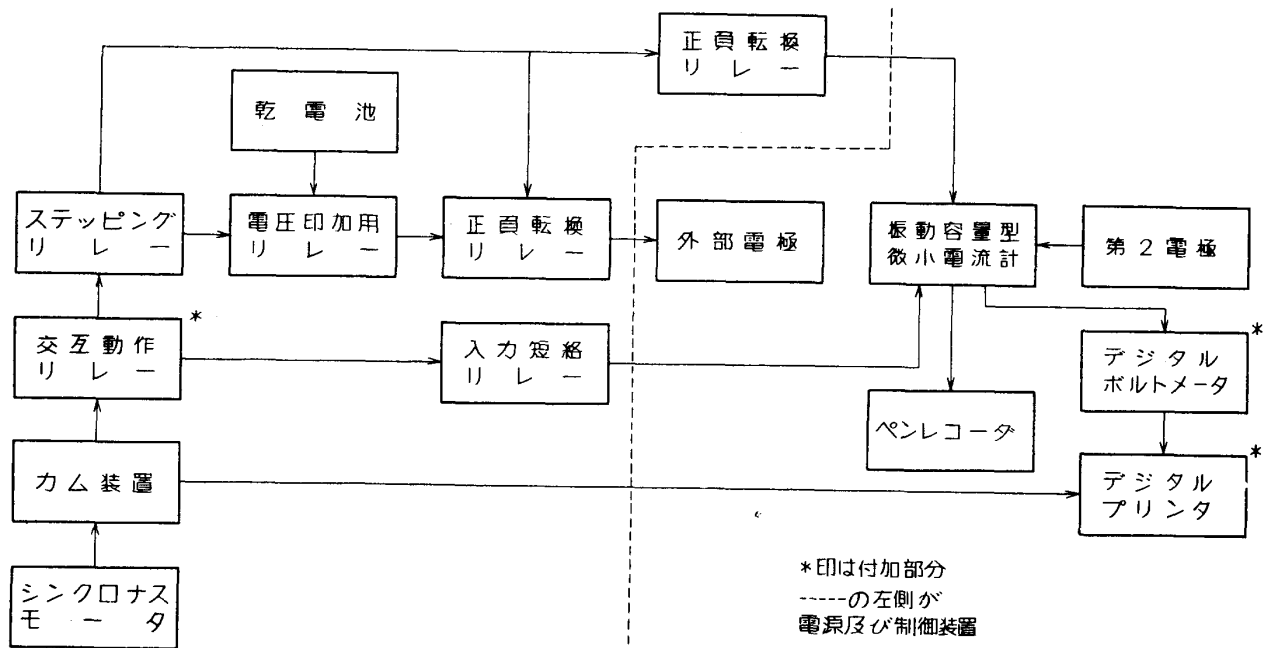 正負転換
リレー
乾電池
ステッピング
リレー
電圧印加用
リレー
正負転換
リレー
外部電極
振動容量型
微小電流計
第2電極
交互動作
リレー
*
入力短絡
リレー
デジタル
ボルトメータ
*
ペンレコーダ
カム装置
デジタル
プリンタ
*
シンクロナス
モータ
*印は付加部分
-----の左側が
電源及び制御装置